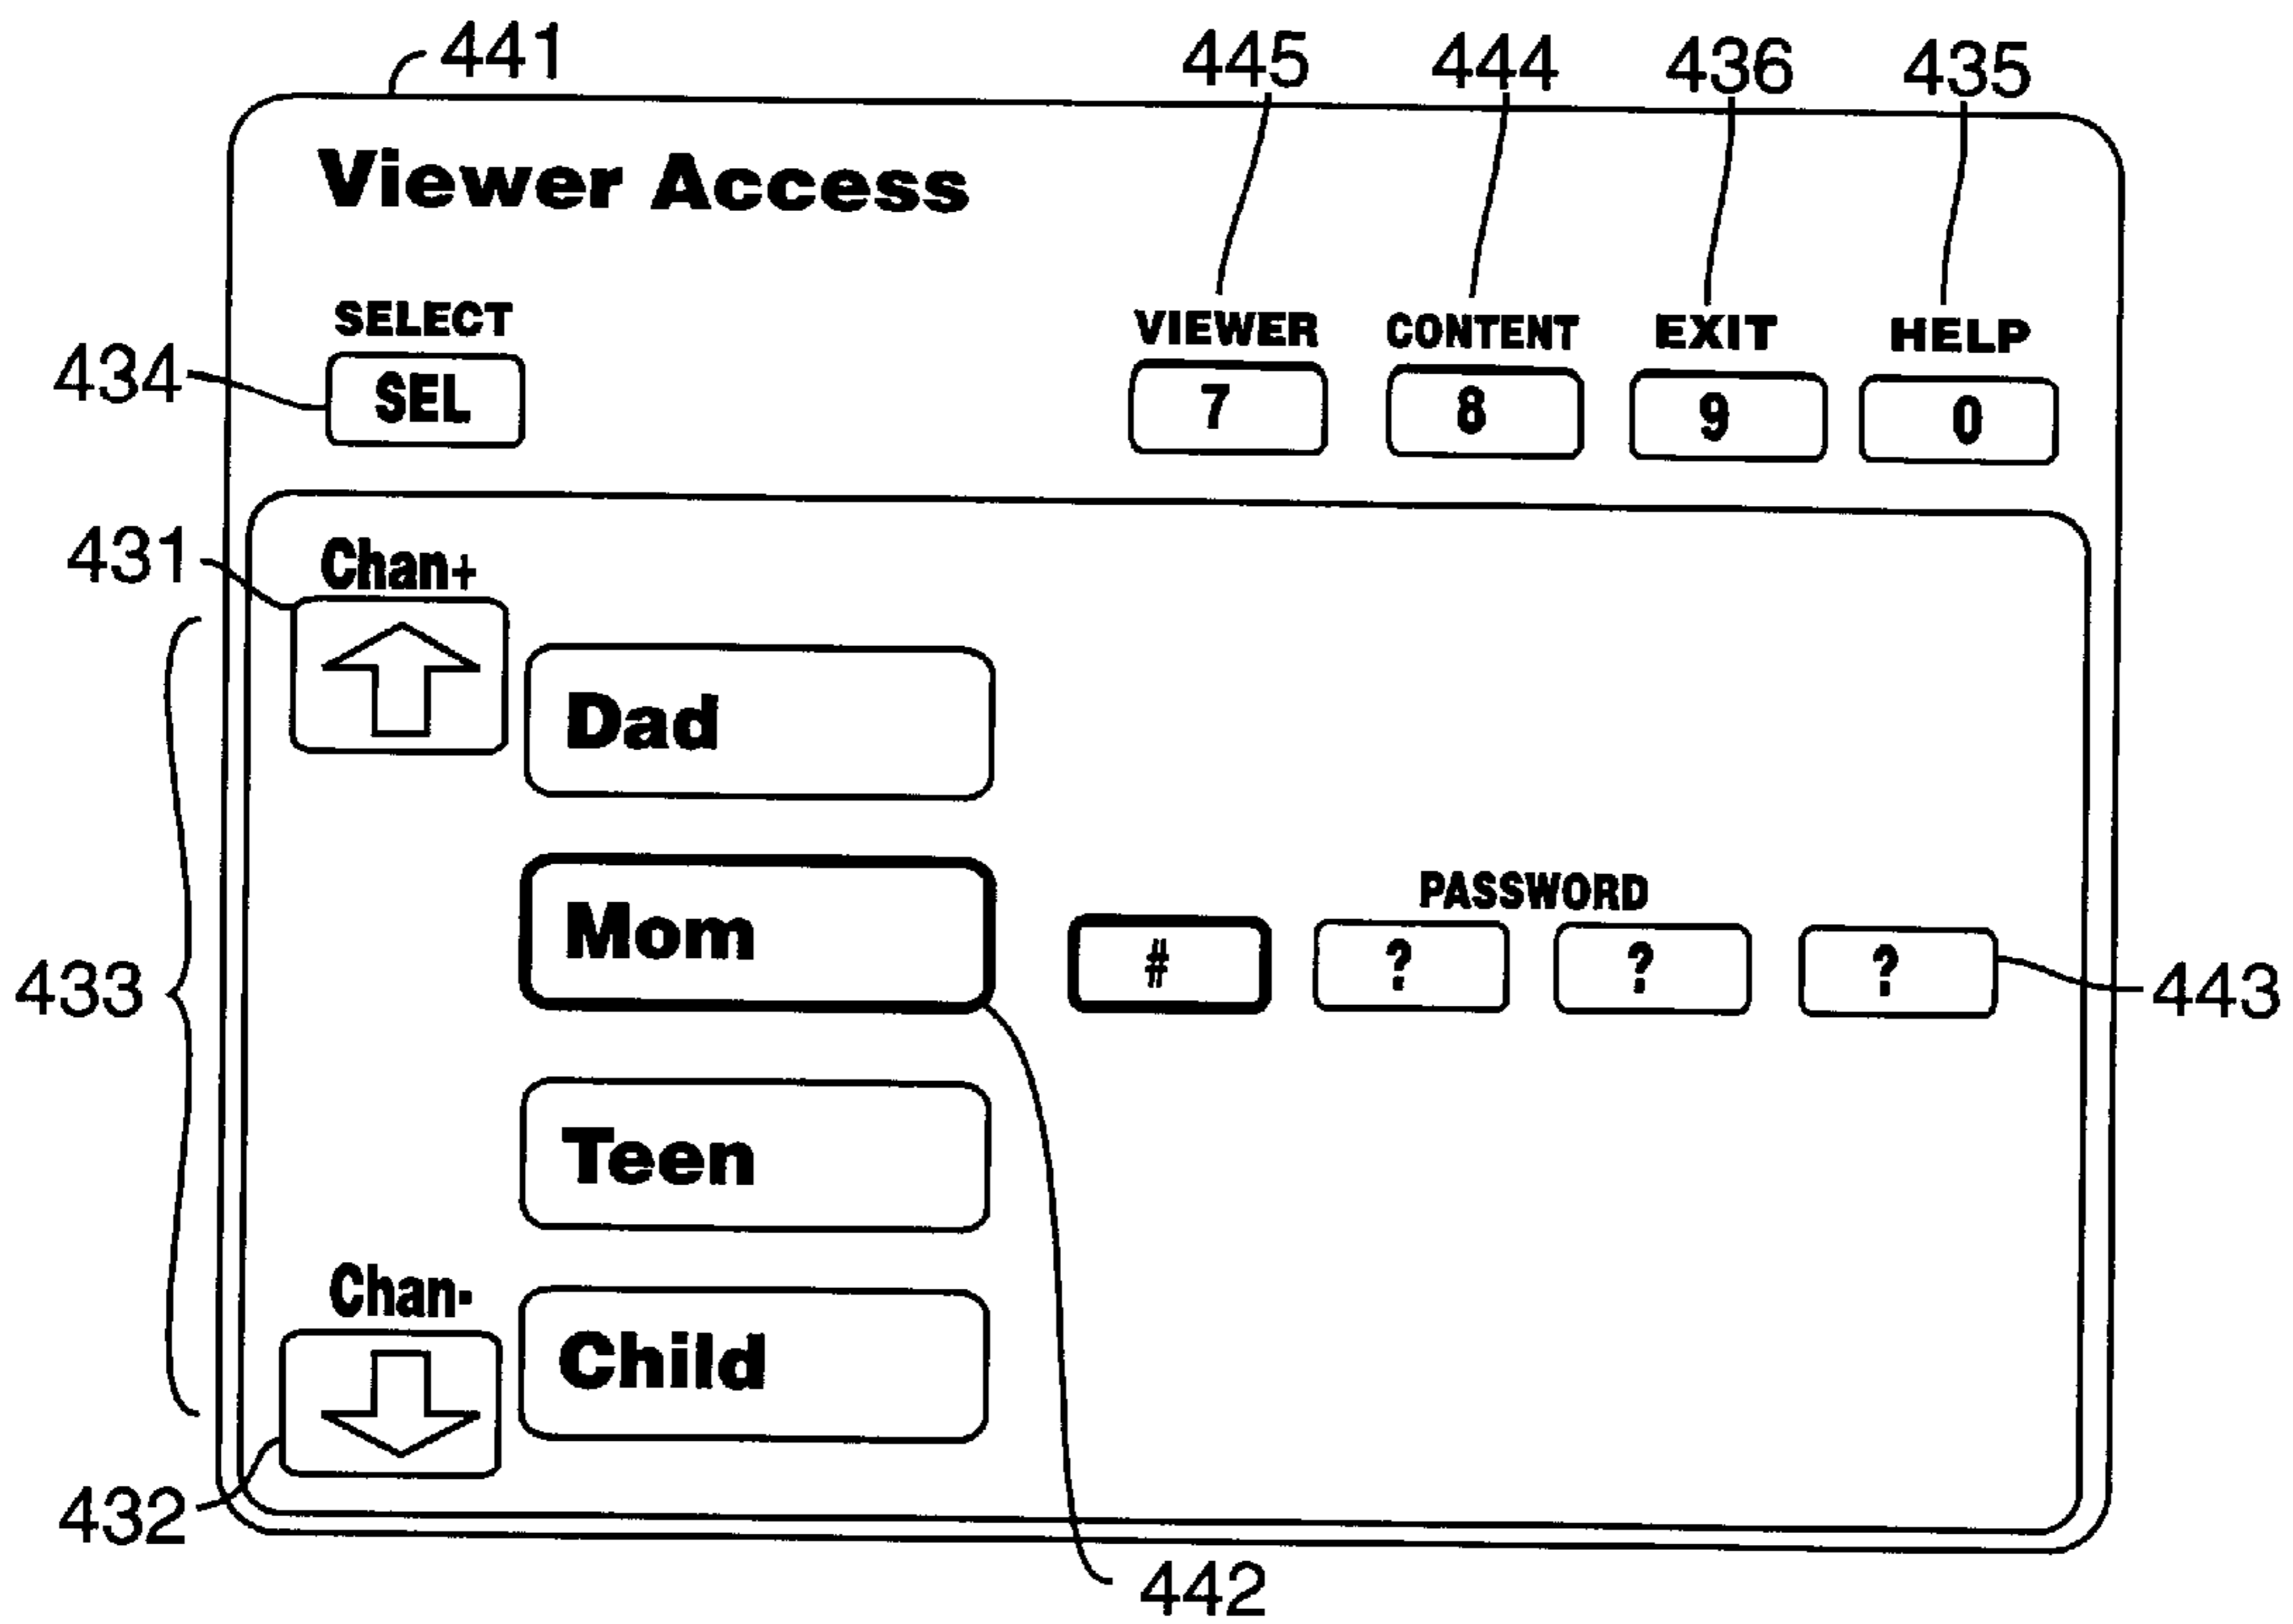 441
445 444 436 435
Viewer Access
SELECT
VIEWER CONTENT EXIT HELP
434
SEL
7 8 9 0
431
Chan+
Dad
433
Mom
PASSWORD
# ? ? ?
443
Teen
Chan-
Child
432
442